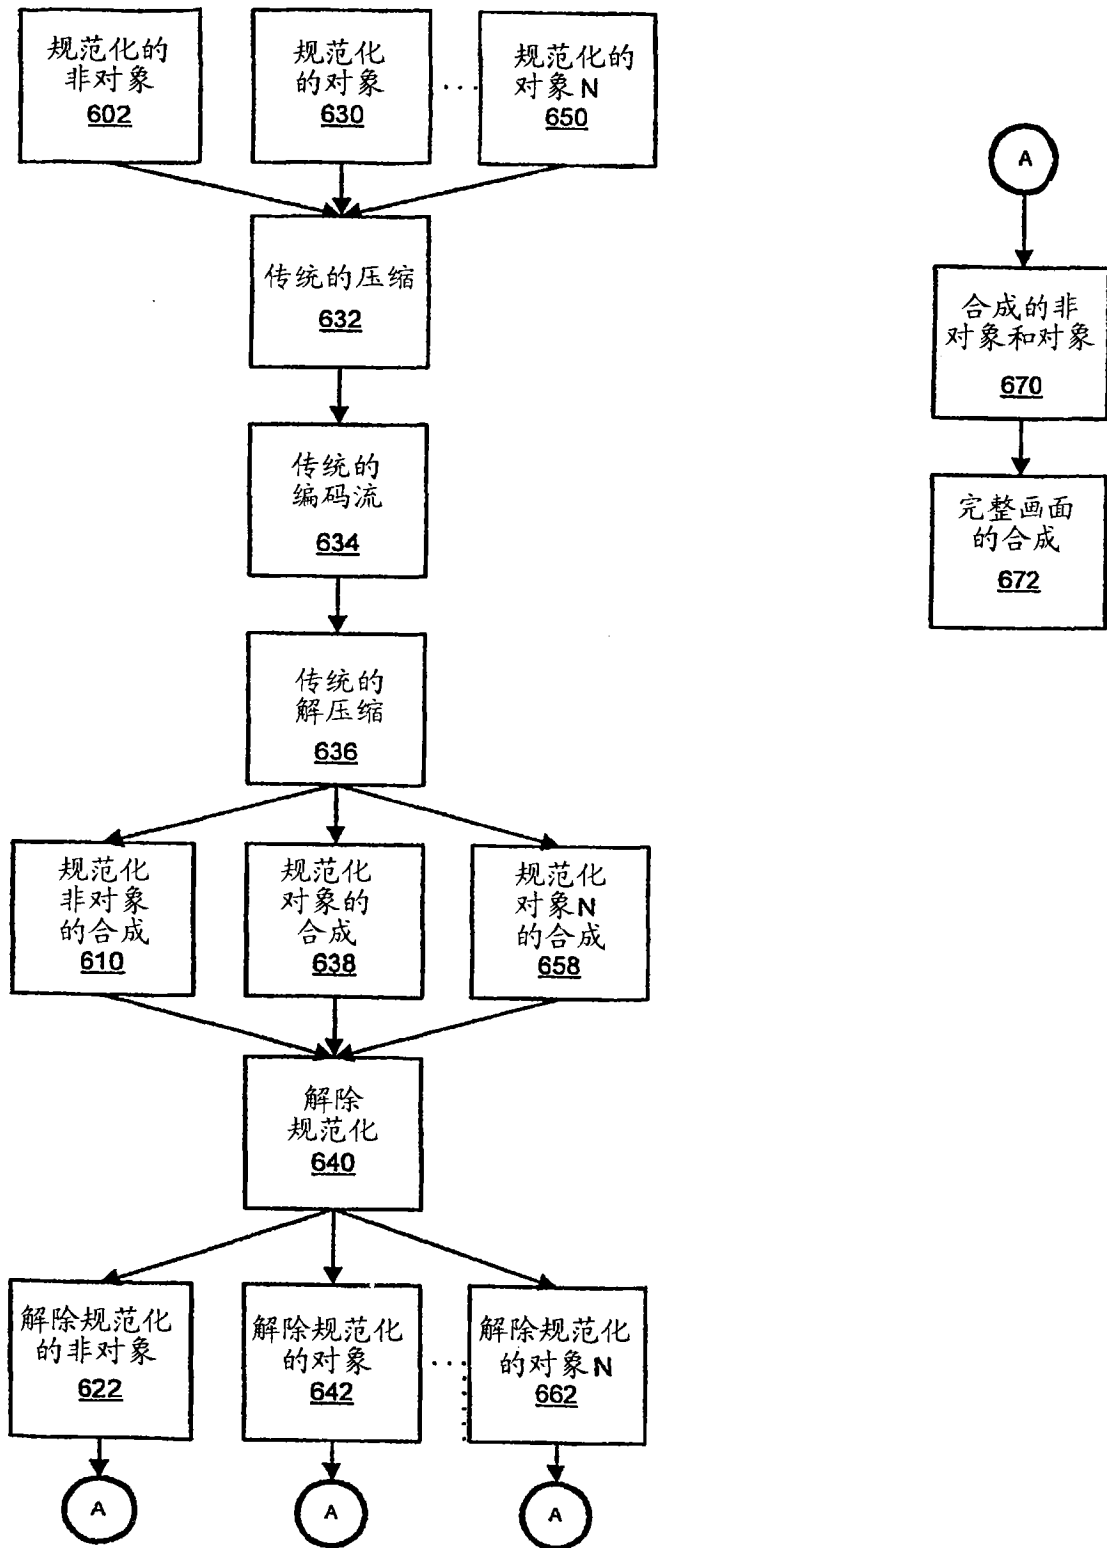 规范化的
非对象
602
规范化
的对象
630
...
规范化的
对象N
650
传统的压缩
632
传统的
编码流
634
传统的
解压缩
636
规范化
非对象
的合成
610
规范化
对象的
合成
638
规范化
对象N
的合成
658
解除
规范化
640
解除规范化
的非对象
622
解除规范化
的对象
642
...
解除规范化
的对象N
662
A
A
A
A
合成的非
对象和对象
670
完整画面
的合成
672